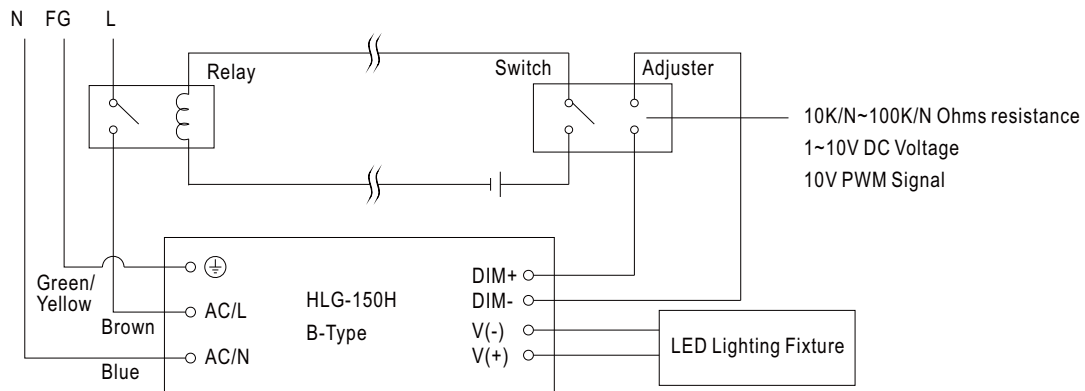 N FG L
Relay
Switch
Adjuster
10K/N~100K/N Ohms resistance
1~10V DC Voltage
10V PWM Signal
Green/
Yellow
Brown
Blue
AC/L
AC/N
HLG-150H
B-Type
DIM+
DIM-
V(-)
V(+)
LED Lighting Fixture